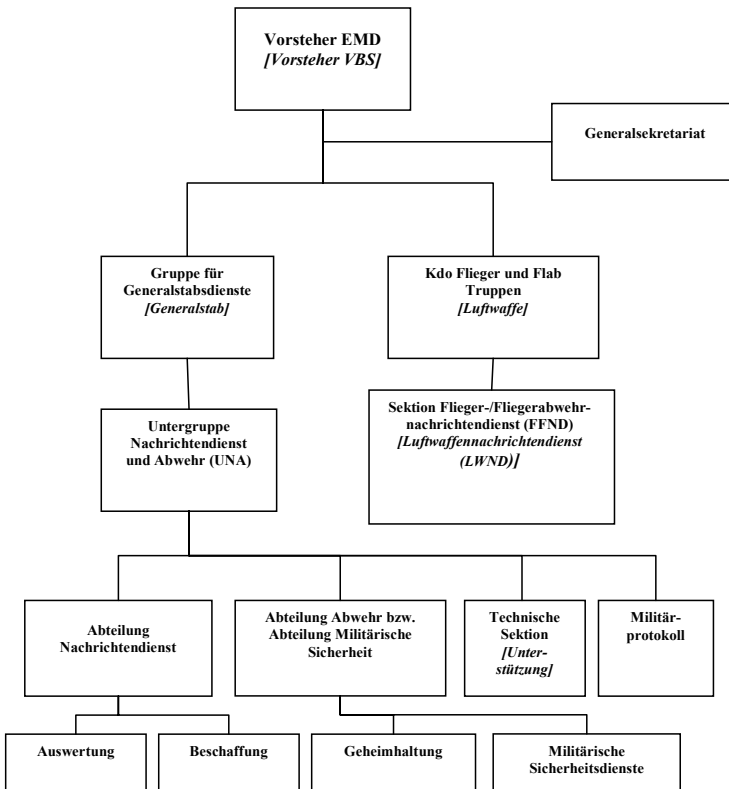 Vorsteher EMD
[Vorsteher VBS]
Generalsekretariat
Gruppe für
Generalstabsdienste
[Generalstab]
Kdo Flieger und Flab
Truppen
[Luftwaffe]
Untergruppe
Nachrichtendienst
und Abwehr (UNA)
Sektion Flieger-/Fliegerabwehr-
nachrichtendienst (FFND)
[Luftwaffennachrichtendienst
(LWND)]
Abteilung
Nachrichtendienst
Abteilung Abwehr bzw.
Abteilung Militärische
Sicherheit
Technische
Sektion
[Unter-
stützung]
Militär-
protokoll
Auswertung
Beschaffung
Geheimhaltung
Militärische
Sicherheitsdienste